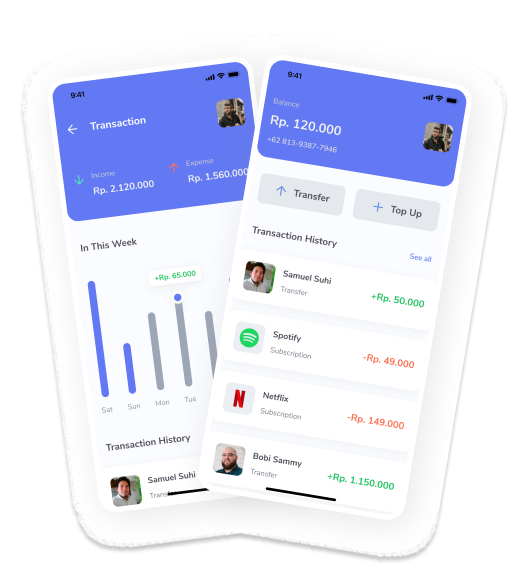 9:41
Transaction
Income
Rp. 2.120.000
Expense
Rp. 1.560.000
In This Week
+Rp. 65.000
Sat
Sun
Mon
Tue
Transaction History
Samuel Suhi
9:41
Balance
Rp. 120.000
+62 813-9387-7946
Transfer
Top Up
Transaction History
See all
Samuel Suhi
Transfer
+Rp. 50.000
Spotify
Subscription
-Rp. 49.000
N
Netflix
Subscription
-Rp. 149.000
Bobi Sammy
Transfer
+Rp. 1.150.000